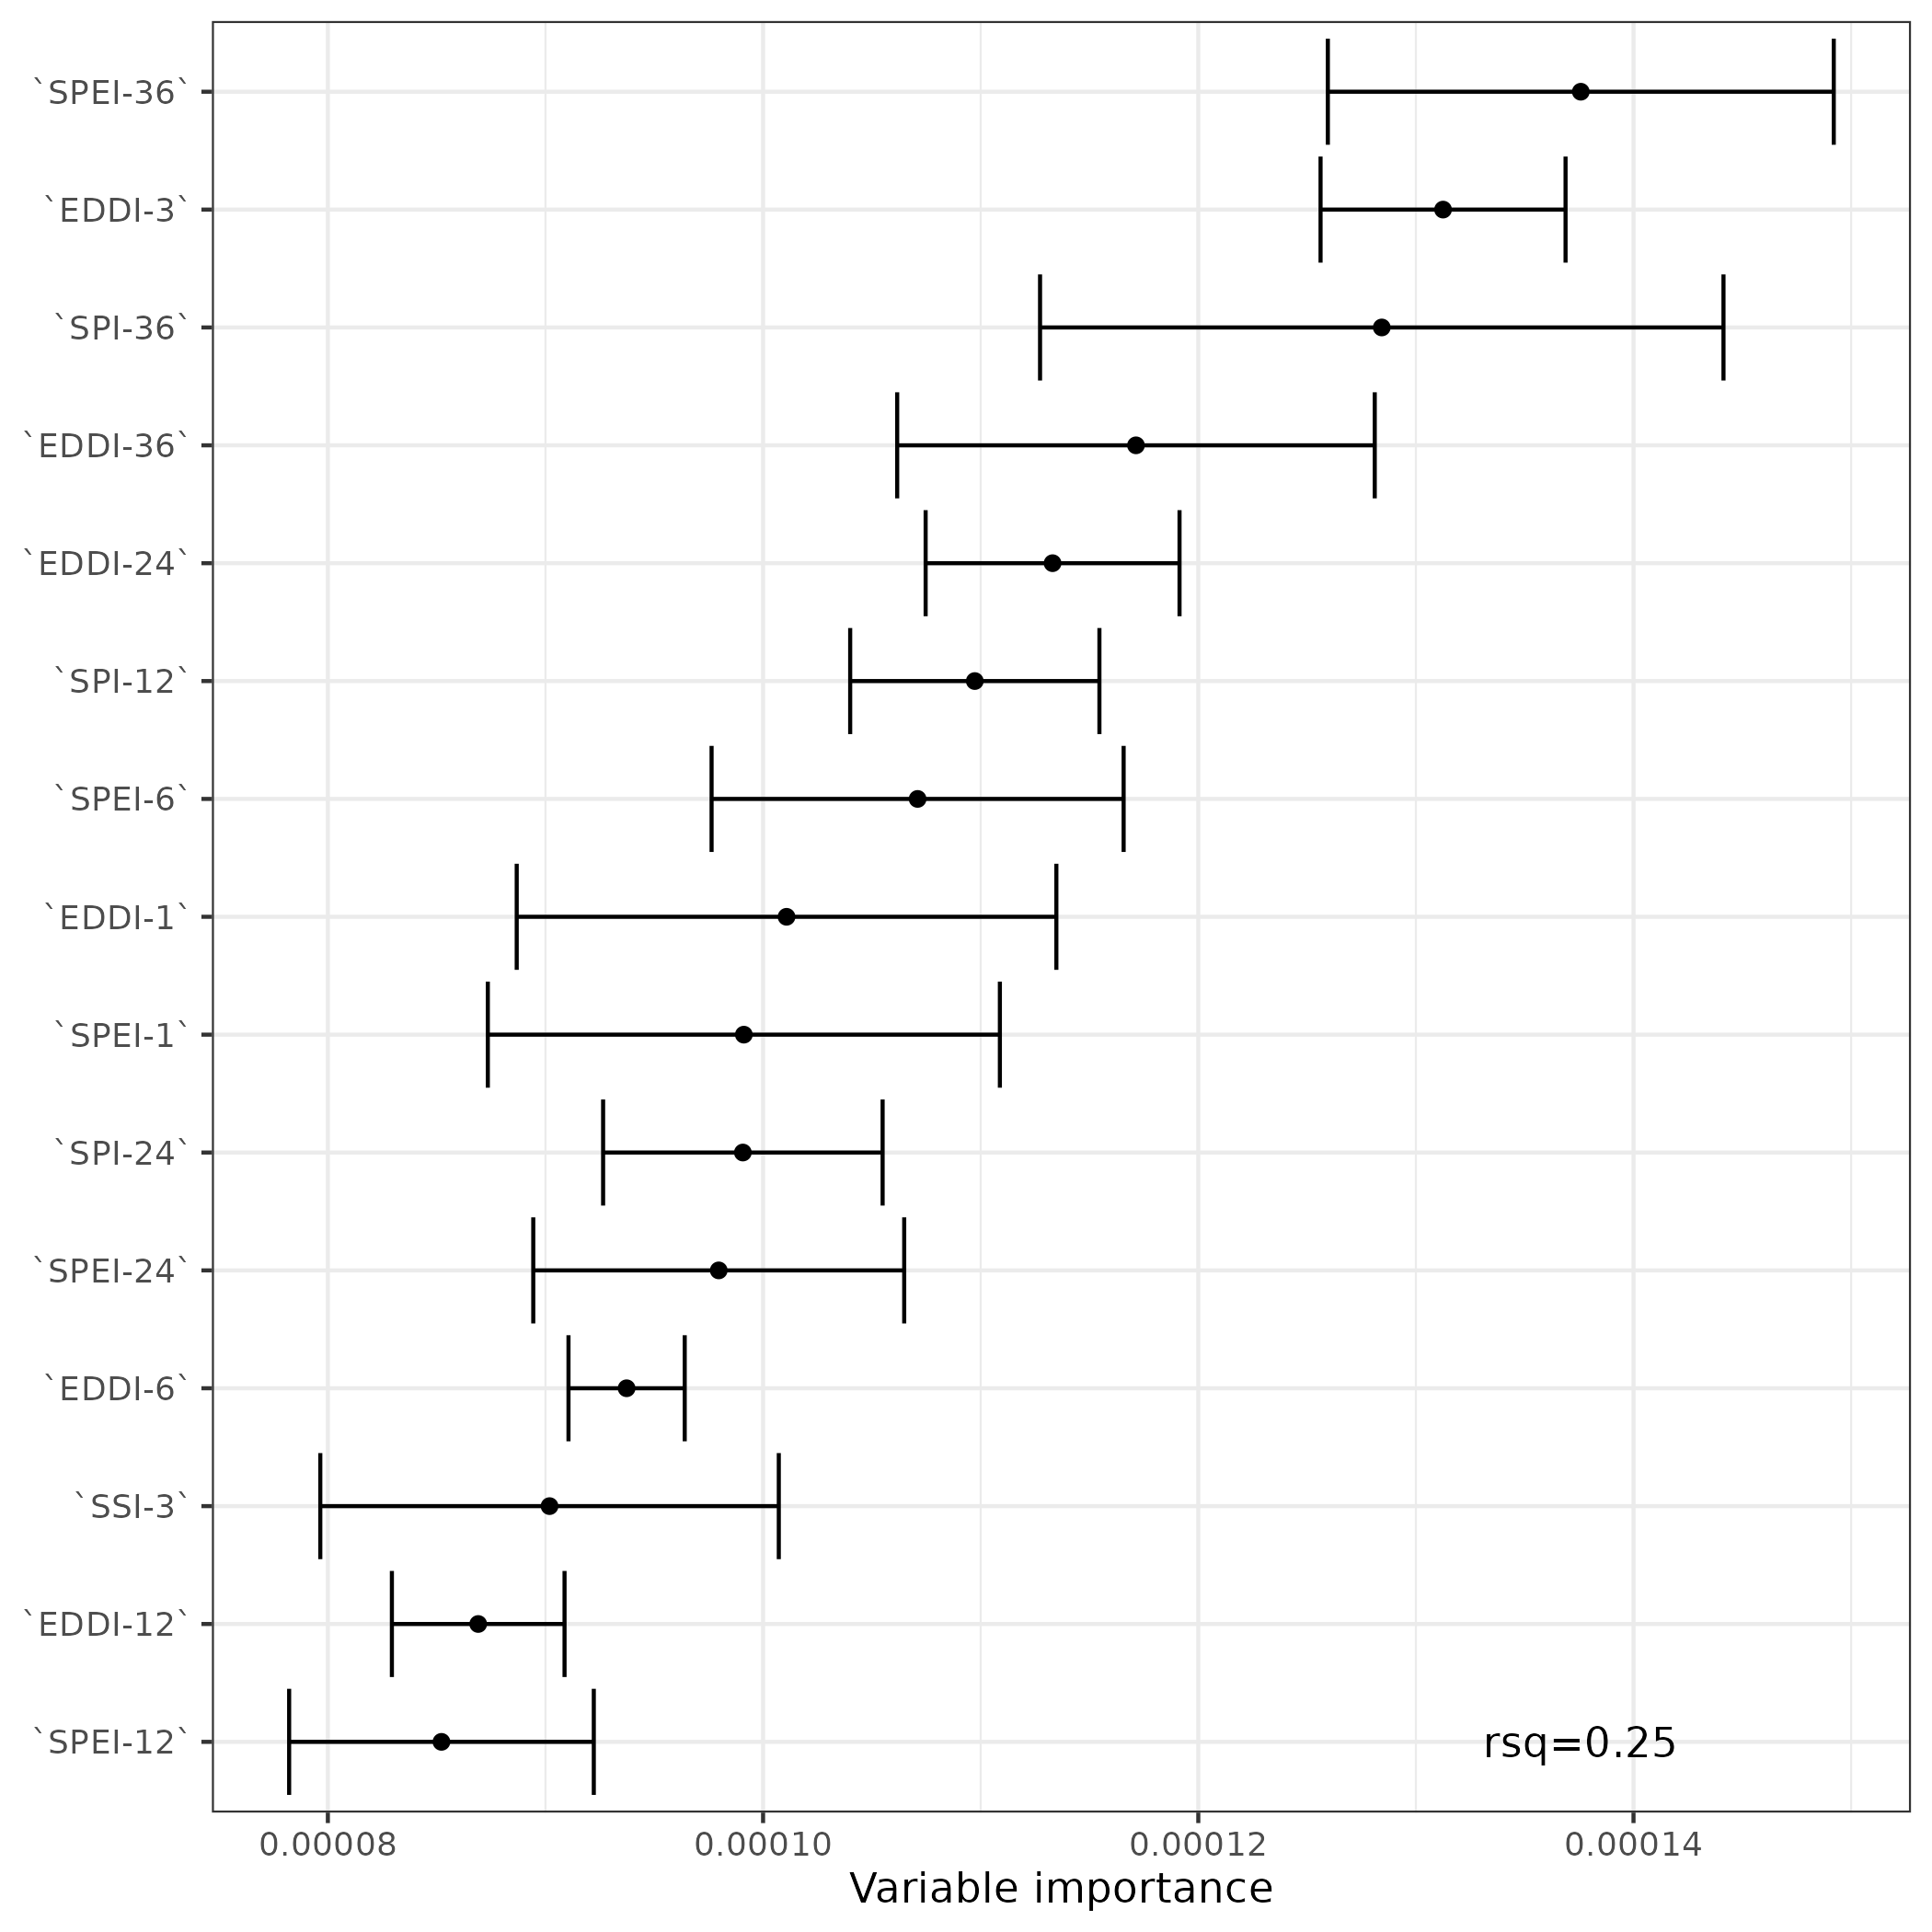 `SPEI-36`
`EDDI-3`
`SPI-36`
`EDDI-36`
`EDDI-24`
`SPI-12`
`SPEI-6`
`EDDI-1`
`SPEI-1`
`SPI-24`
`SPEI-24`
`EDDI-6`
`SSI-3`
`EDDI-12`
`SPEI-12`
rsq=0.25
0.00008 0.00010 0.00012 0.00014
Variable importance